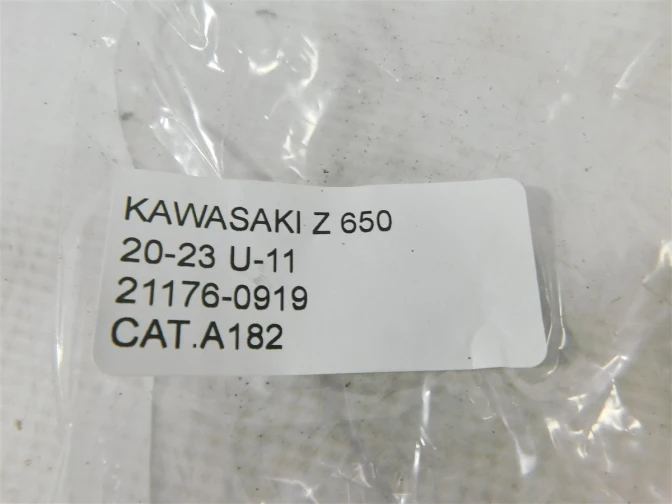 KAWASAKI Z 650
20-23 U-11
21176-0919
CAT.A182